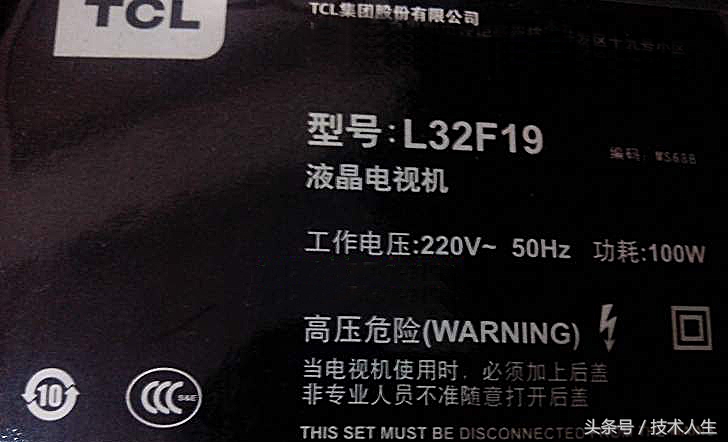 TCL
TCL集团股份有限公司
型号:L32F19
编码: MS68B
液晶电视机
工作电压:220V~ 50Hz 功耗:100W
高压危险(WARNING)
当电视机使用时,必须加上后盖
非专业人员不准随意打开后盖
10
CCC S&E
THIS SET MUST BE DISCONNECTED
头条号 / 技术人生